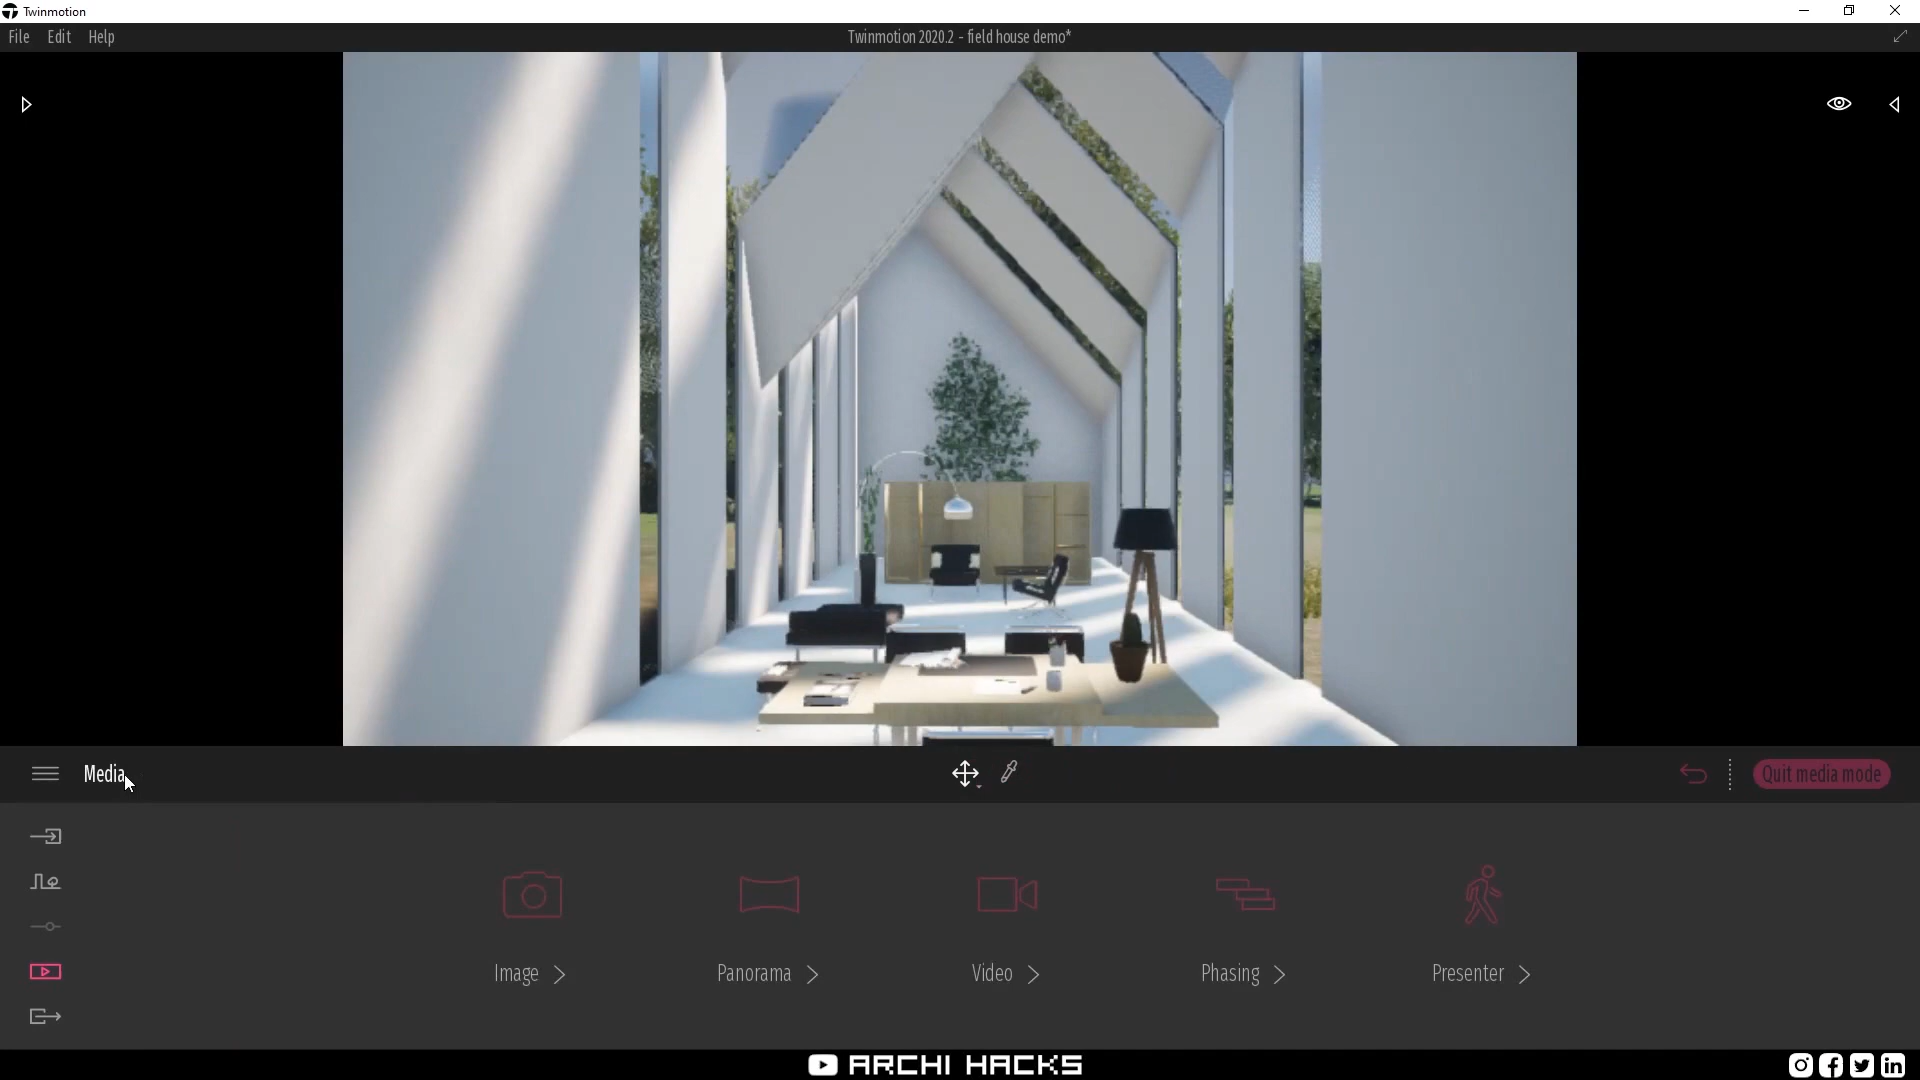 Twinmotion
File Edit Help
Twinmotion 2020.2 - field house demo*
Media
Quit media mode
Image
Panorama
Video
Phasing
Presenter
ARCHI HACKS